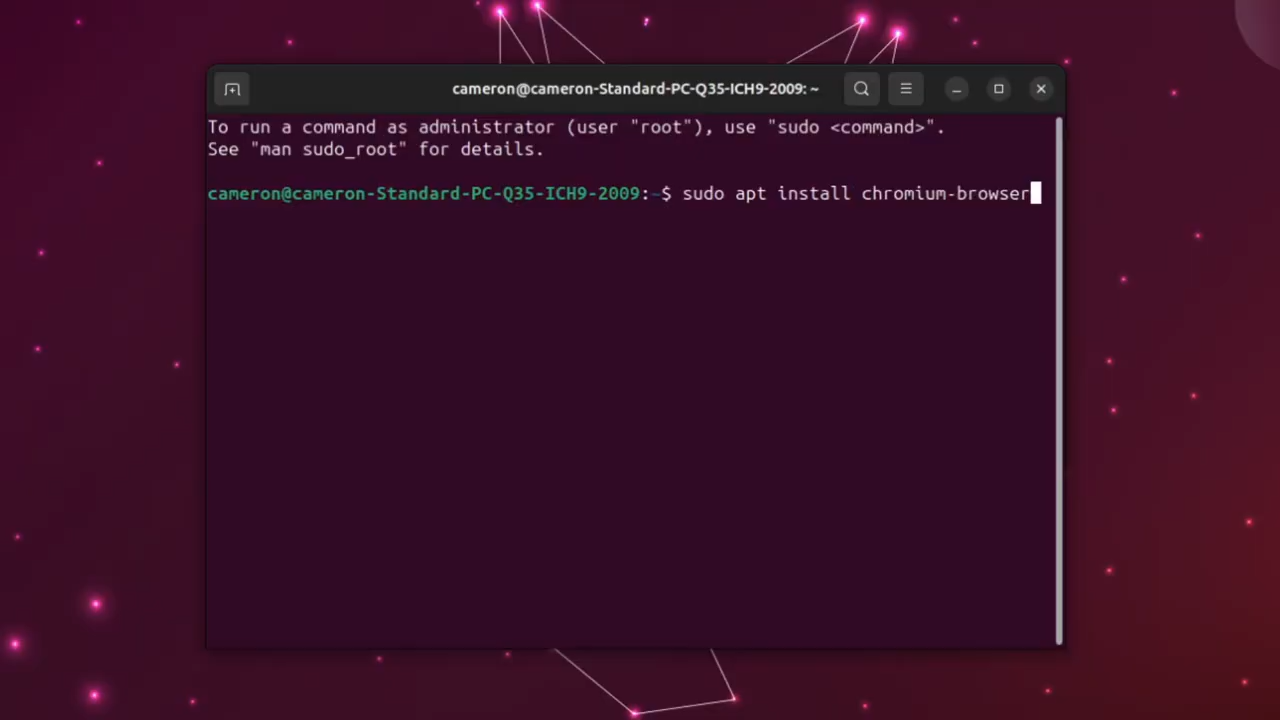 cameron@cameron-Standard-PC-Q35-ICH9-2009: ~
To run a command as administrator (user "root"), use "sudo <command>".
See "man sudo_root" for details.
cameron@cameron-Standard-PC-Q35-ICH9-2009:~$ sudo apt install chromium-browser